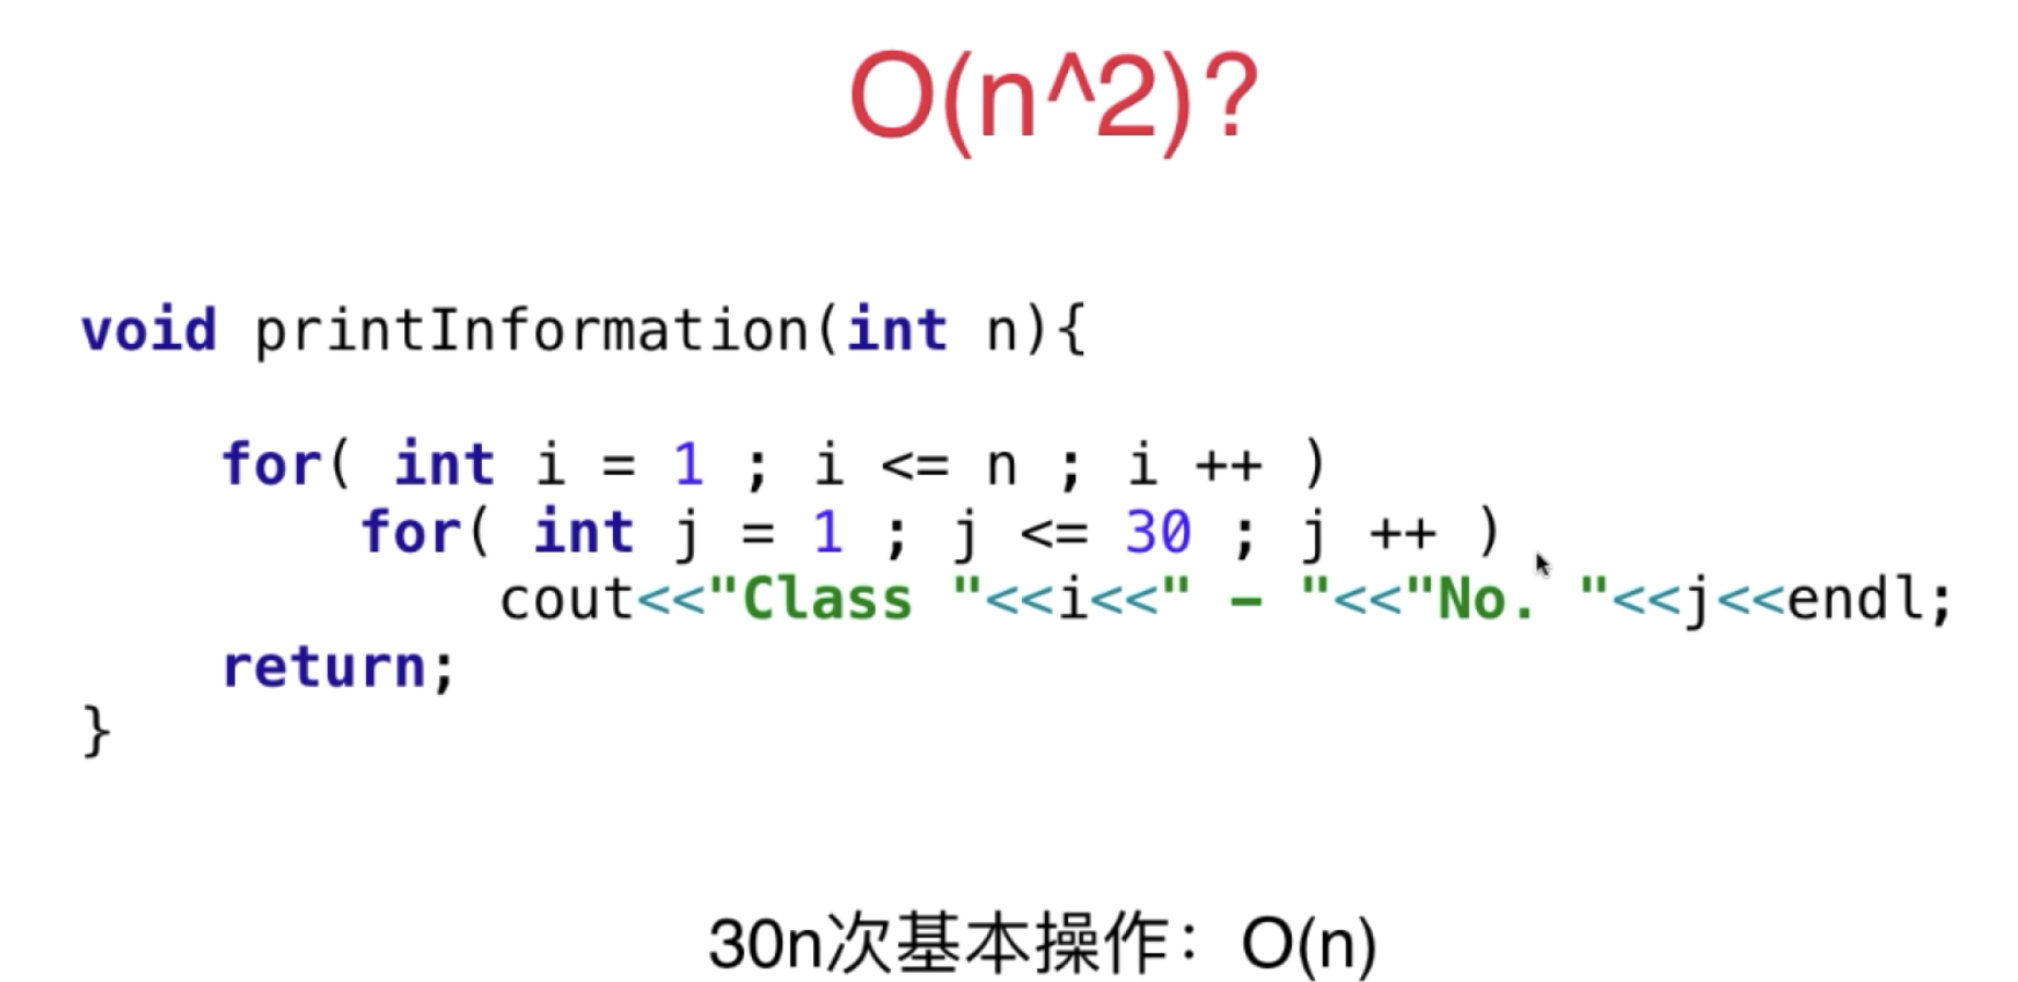 O(n^2)?
void printInformation(int n){
for( int i = 1 ; i <= n ; i ++ )
for( int j = 1 ; j <= 30 ; j ++ )
cout<<"Class "<<i<<" – "<<"No. "<<j<<endl;
return;
}
30n次基本操作：O(n)